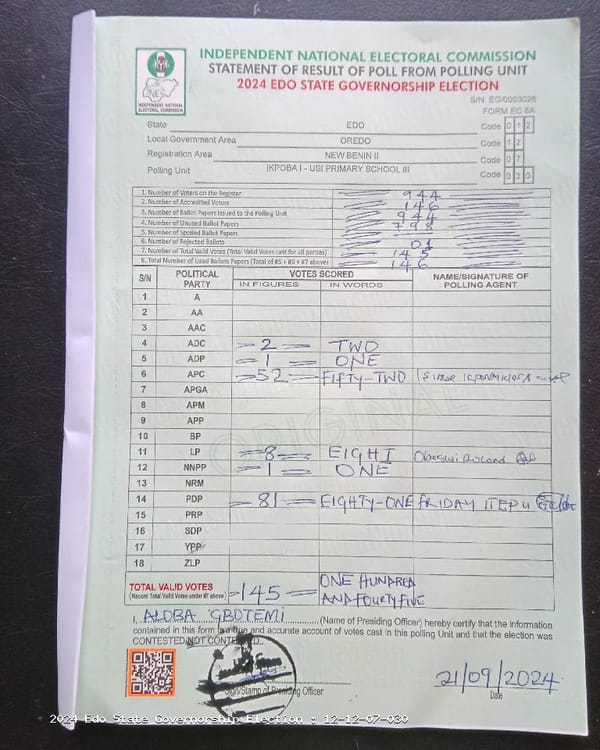 INDEPENDENT NATIONAL ELECTORAL COMMISSION
STATEMENT OF RESULT OF POLL FROM POLLING UNIT
2024 EDO STATE GOVERNORSHIP ELECTION
INEC
INDEPENDENT NATIONAL ELECTORAL COMMISSION
S/N: EG/0003026
FORM EC 8A
State EDO Code 0 1 2
Local Government Area OREDO Code 1 2
Registration Area NEW BENIN II Code 0 7
Polling Unit IKPOBA I - USI PRIMARY SCHOOL III Code 0 3 0
1. Number of Voters on the Register 944
2. Number of Accredited Voters 146
3. Number of Ballot Papers Issued to the Polling Unit 944
4. Number of Unused Ballot Papers 798
5. Number of Spoiled Ballot Papers
6. Number of Rejected Ballots 01
7. Number of Total Valid Votes (Total Valid Votes cast for all parties) 145
8. Total Number of Used Ballot Papers (Total of #5 + #6 + #7 above) 146
S/N POLITICAL PARTY VOTES SCORED NAME/SIGNATURE OF POLLING AGENT
IN FIGURES IN WORDS
1 A
2 AA
3 AAC
4 ADC =2= TWO
5 ADP =1= ONE
6 APC =52= FIFTY-TWO
7 APGA
8 APM
9 APP
10 BP
11 LP =8= EIGHT
12 NNPP =1= ONE
13 NRM
14 PDP =81= EIGHTY-ONE FRIDAY ITEPU
15 PRP
16 SDP
17 YPP
18 ZLP
ORIGINAL
TOTAL VALID VOTES =145= ONE HUNDRED
(Record Total Valid Votes under #7 above) AND FOURTY FIVE
I, ALOBA GBOTEMI (Name of Presiding Officer) hereby certify that the information
contained in this form is a true and accurate account of votes cast in this polling Unit and that the election was
CONTESTED/NOT CONTESTED.
Sign/Stamp of Presiding Officer
21/09/2024
Date
2024 Edo State Governorship Election : 12-12-07-030